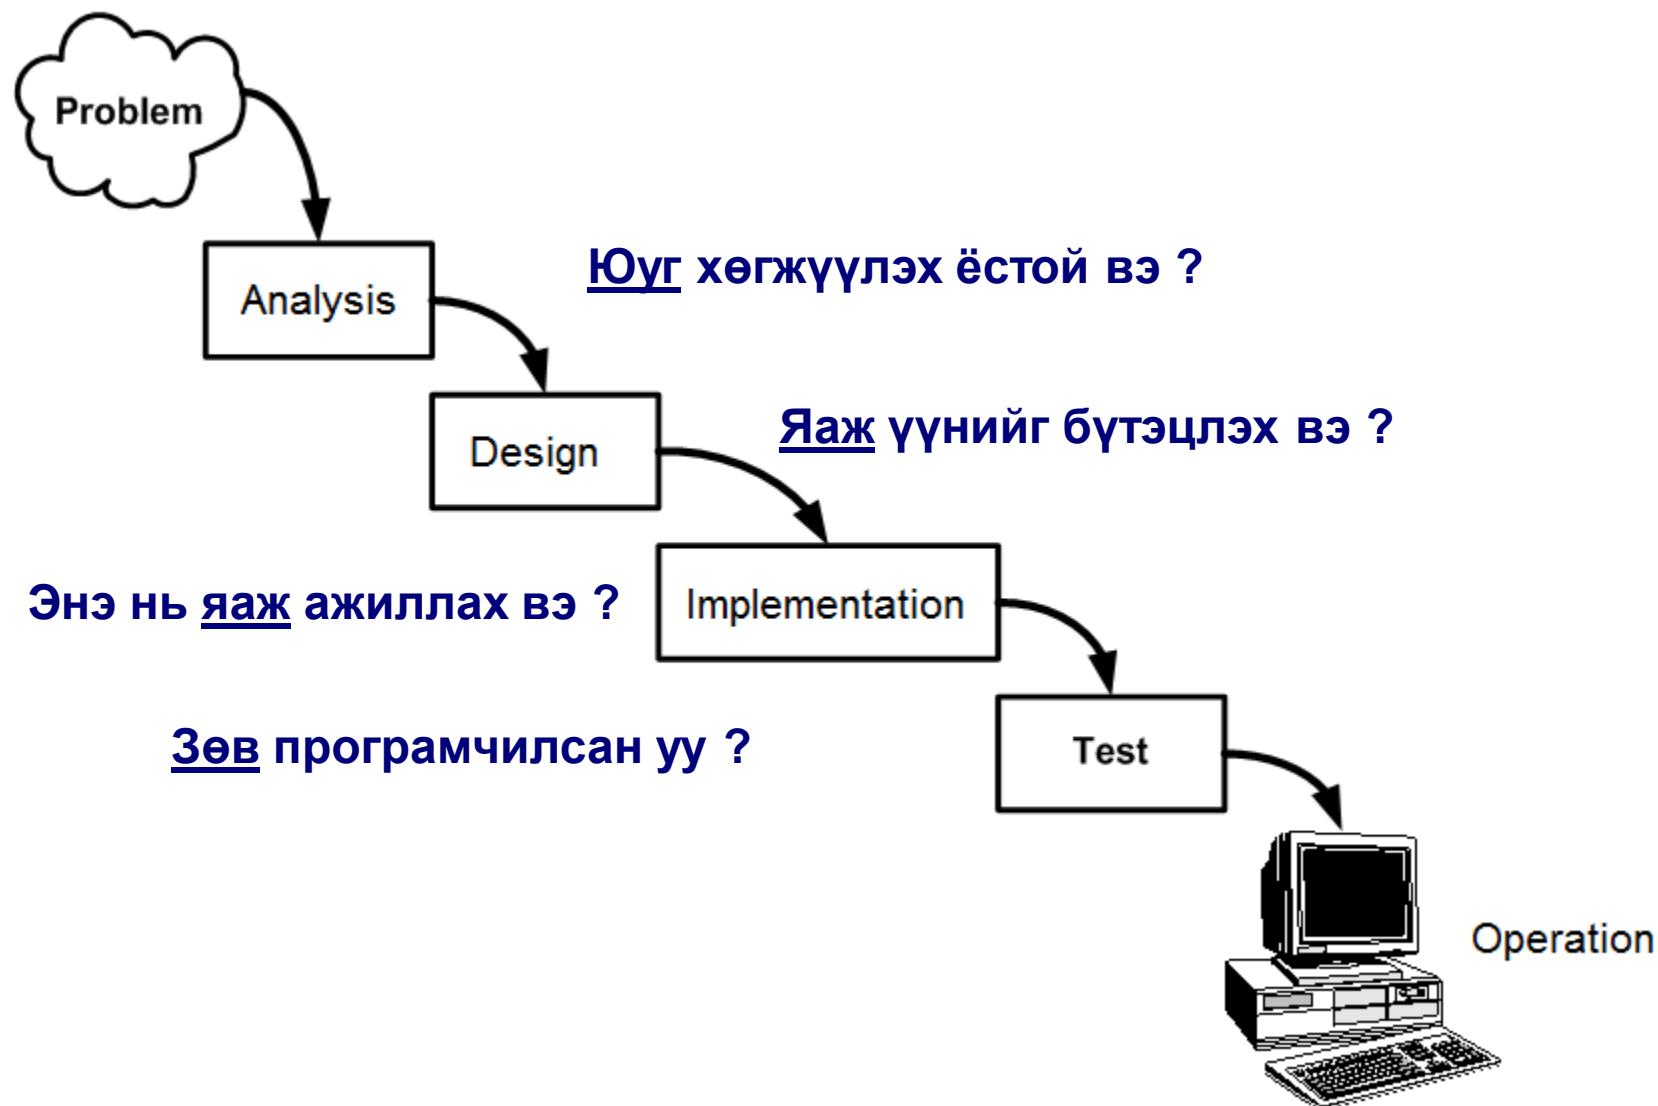 Problem
Analysis
Юуг хөгжүүлэх ёстой вэ ?
Design
Яаж үүнийг бүтэцлэх вэ ?
Энэ нь яаж ажиллах вэ ?
Implementation
Зөв програмчилсан уу ?
Test
Operation